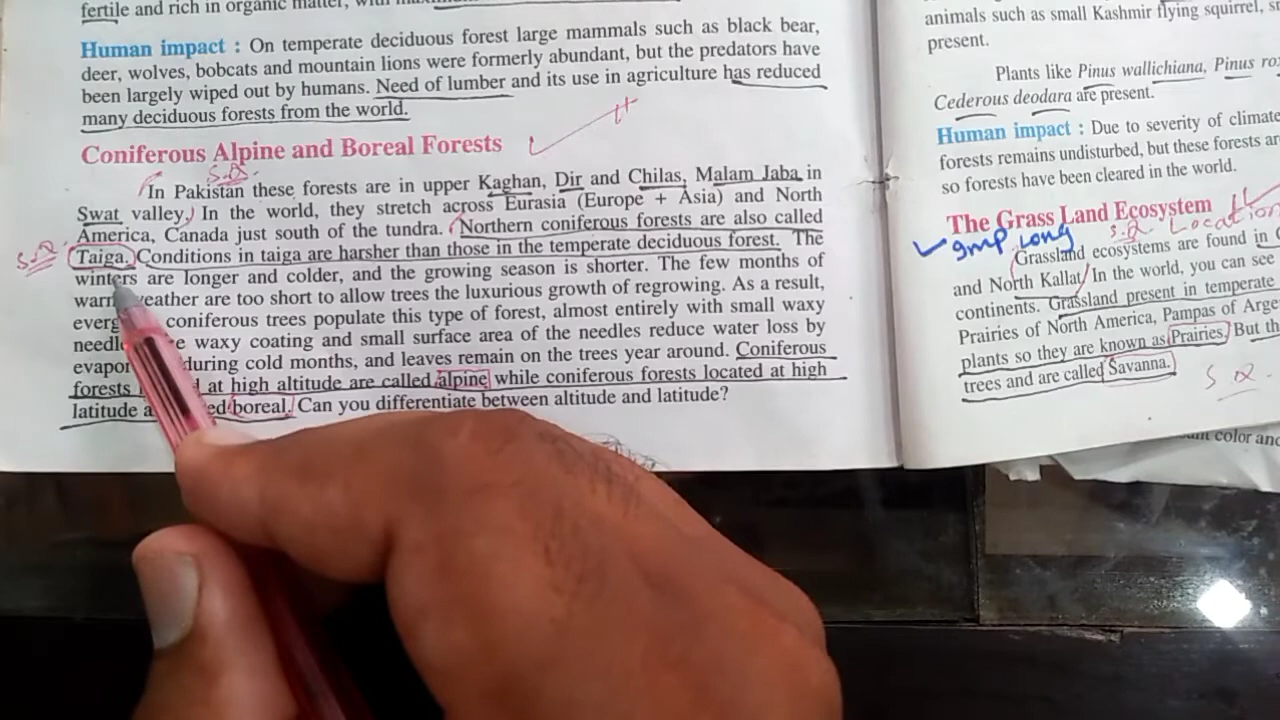 fertile and rich in organic matter, with
Human impact : On temperate deciduous forest large mammals such as black bear,
deer, wolves, bobcats and mountain lions were formerly abundant, but the predators have
been largely wiped out by humans. Need of lumber and its use in agriculture has reduced
many deciduous forests from the world.
Coniferous Alpine and Boreal Forests
S.Q.
In Pakistan these forests are in upper Kaghan, Dir and Chilas, Malam Jaba in
Swat valley. In the world, they stretch across Eurasia (Europe + Asia) and North
America, Canada just south of the tundra. Northern coniferous forests are also called
S.Q.
Taiga. Conditions in taiga are harsher than those in the temperate deciduous forest. The
winters are longer and colder, and the growing season is shorter. The few months of
warm weather are too short to allow trees the luxurious growth of regrowing. As a result,
coniferous trees populate this type of forest, almost entirely with small waxy
waxy coating and small surface area of the needles reduce water loss by
during cold months, and leaves remain on the trees year around. Coniferous
forests at high altitude are called alpine while coniferous forests located at high
latitude boreal. Can you differentiate between altitude and latitude?
animals such as small Kashmir flying squirrel,
present.
Plants like Pinus wallichiana, Pinus
Cederous deodara are present.
Human impact : Due to severity of climate
forests remains undisturbed, but these forests
so forests have been cleared in the world.
The Grass Land Ecosystem
Imp Long
S.Q Location
Grassland ecosystems are found in
and North Kallat. In the world, you can see
continents. Grassland present in temperate
Prairies of North America, Pampas of
plants so they are known as Prairies. But
trees and are called Savanna.
S.Q.
color and